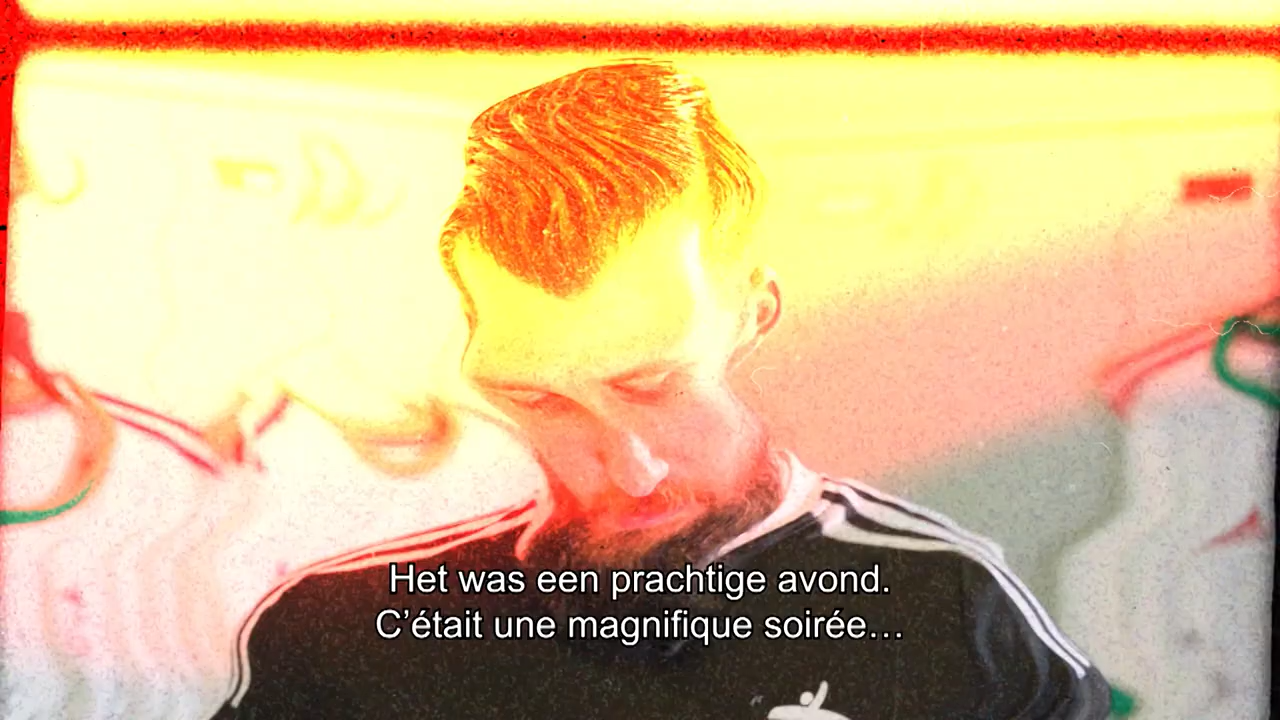 Het was een prachtige avond.
C’était une magnifique soirée…